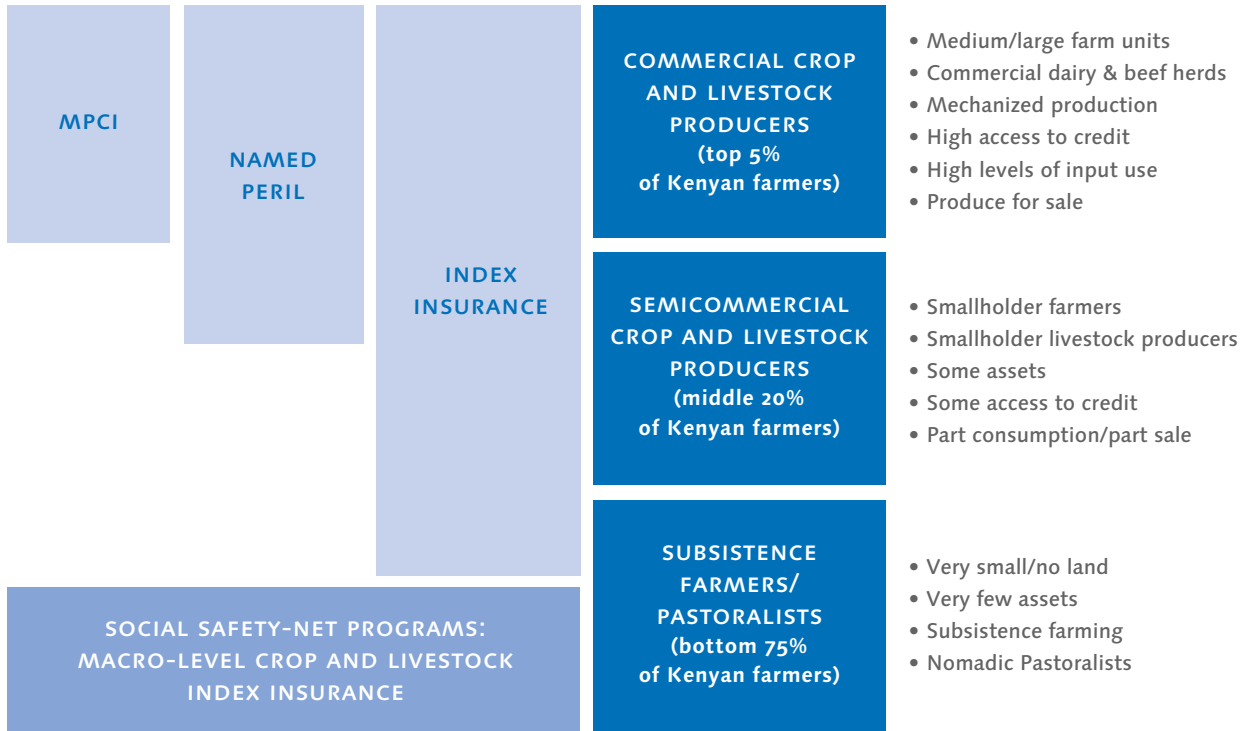 MPCI
NAMED
PERIL
INDEX
INSURANCE
SOCIAL SAFETY-NET PROGRAMS:
MACRO-LEVEL CROP AND LIVESTOCK
INDEX INSURANCE
COMMERCIAL CROP
AND LIVESTOCK
PRODUCERS
(top 5%
of Kenyan farmers)
• Medium/large farm units
• Commercial dairy & beef herds
• Mechanized production
• High access to credit
• High levels of input use
• Produce for sale
SEMICOMMERCIAL
CROP AND LIVESTOCK
PRODUCERS
(middle 20%
of Kenyan farmers)
• Smallholder farmers
• Smallholder livestock producers
• Some assets
• Some access to credit
• Part consumption/part sale
SUBSISTENCE
FARMERS/
PASTORALISTS
(bottom 75%
of Kenyan farmers)
• Very small/no land
• Very few assets
• Subsistence farming
• Nomadic Pastoralists